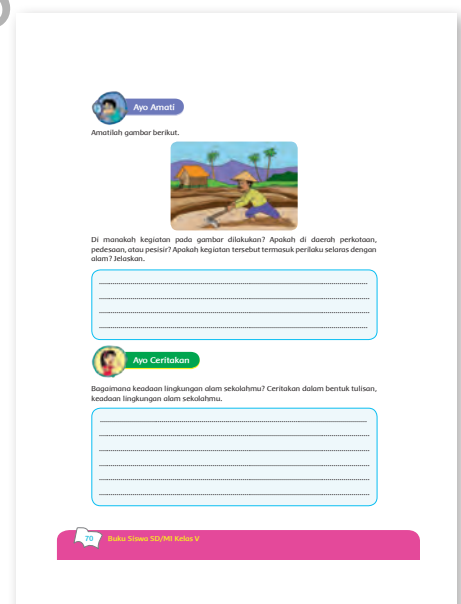 Ayo Amati
Amatilah gambar berikut.
Di manakah kegiatan pada gambar dilakukan? Apakah di daerah perkotaan,
pedesaan, atau pesisir? Apakah kegiatan tersebut termasuk perilaku selaras dengan
alam? Jelaskan.
Ayo Ceritakan
Bagaimana keadaan lingkungan alam sekolahmu? Ceritakan dalam bentuk tulisan,
keadaan lingkungan alam sekolahmu.
70 Buku Siswa SD/MI Kelas V